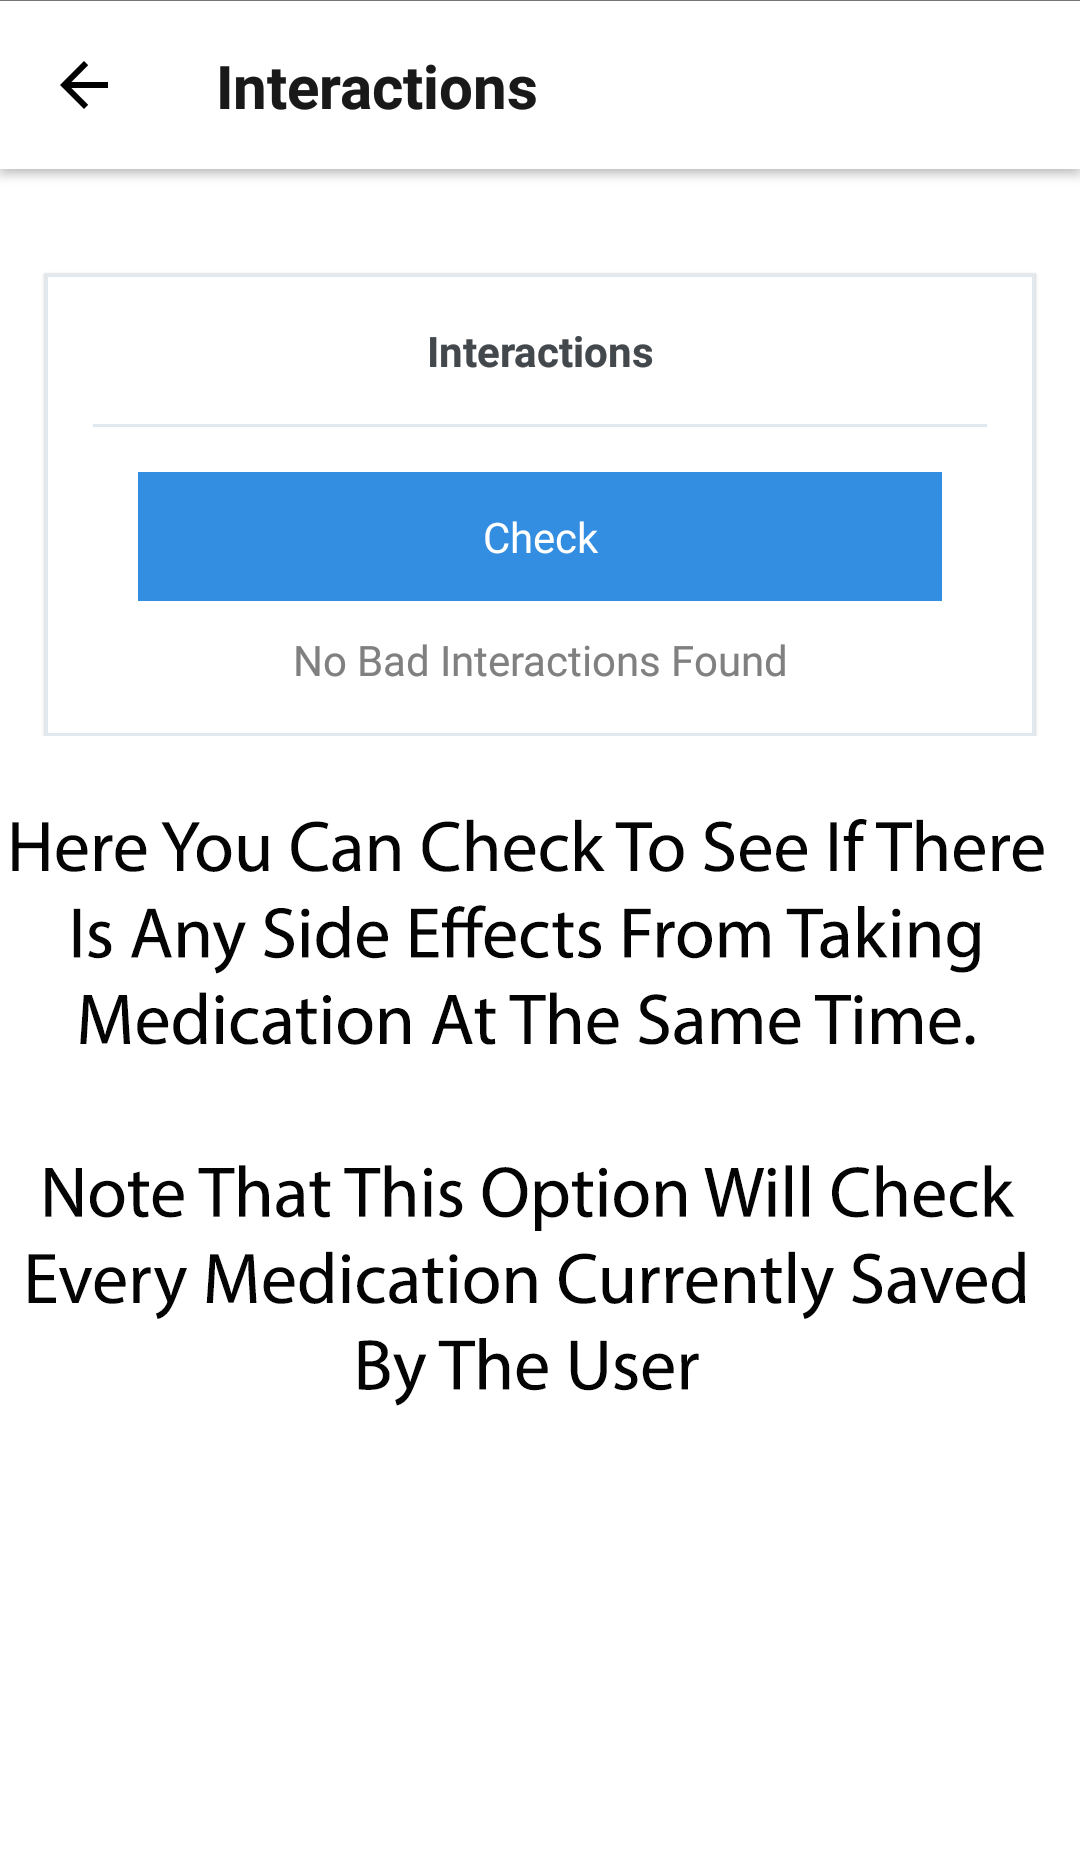 Interactions
Interactions
Check
No Bad Interactions Found
Here You Can Check To See If There
Is Any Side Effects From Taking
Medication At The Same Time.
Note That This Option Will Check
Every Medication Currently Saved
By The User